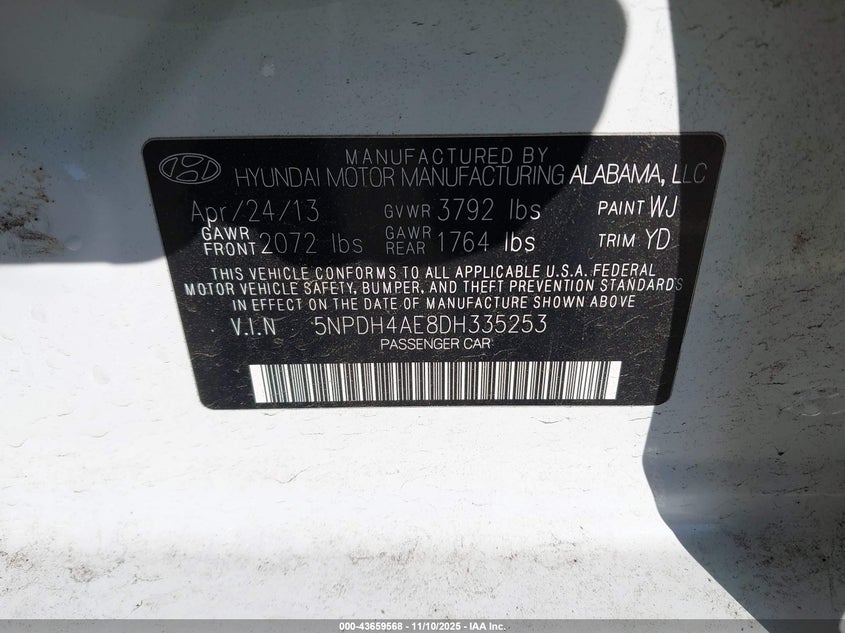 MANUFACTURED BY
HYUNDAI MOTOR MANUFACTURING ALABAMA, LLC
Apr/24/13 GVWR 3792 lbs PAINT WJ
GAWR FRONT 2072 lbs GAWR REAR 1764 lbs TRIM YD
THIS VEHICLE CONFORMS TO ALL APPLICABLE U.S.A. FEDERAL
MOTOR VEHICLE SAFETY, BUMPER, AND THEFT PREVENTION STANDARDS
IN EFFECT ON THE DATE OF MANUFACTURE SHOWN ABOVE
V.I.N 5NPDH4AE8DH335253
PASSENGER CAR
000-43659568 - 11/10/2025 - IAA Inc.